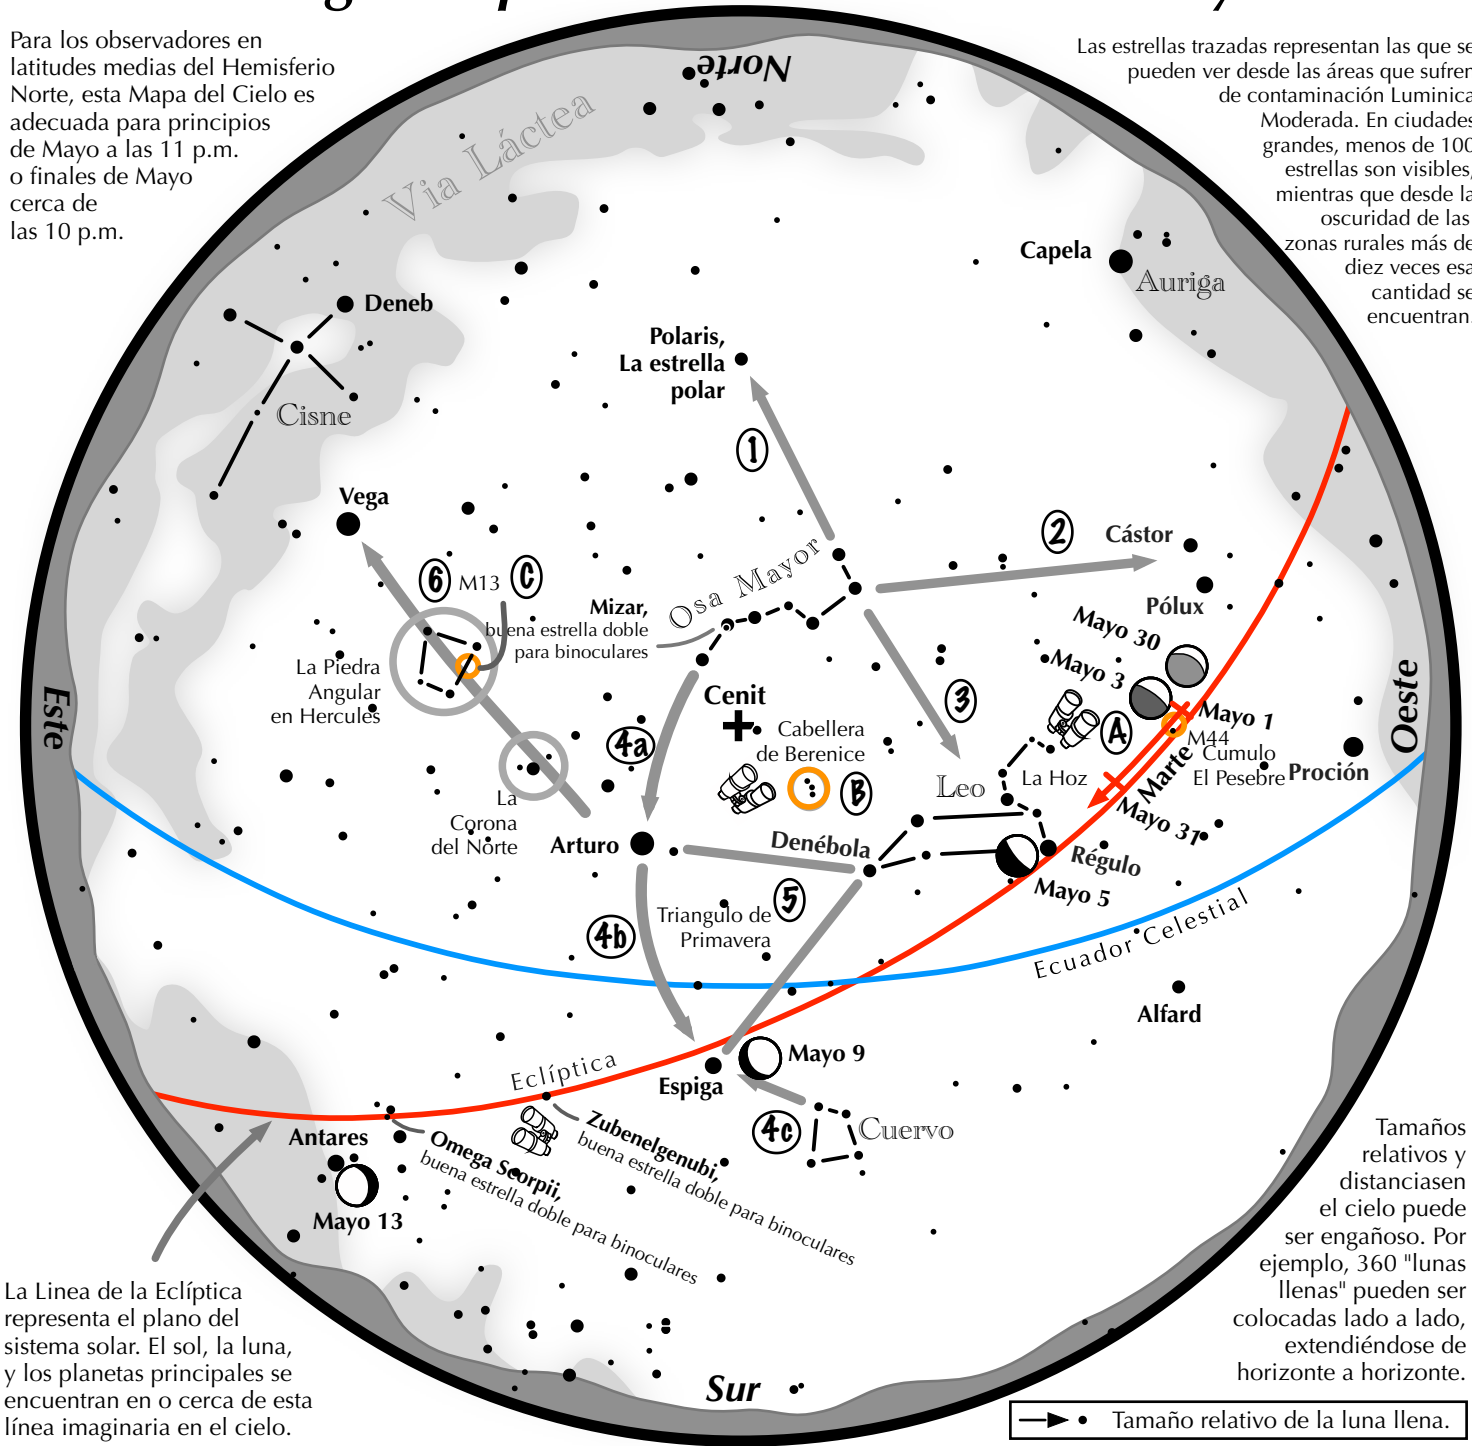 Para los observadores en
latitudes medias del Hemisferio
Norte, esta Mapa del Cielo es
adecuada para principios
de Mayo a las 11 p.m.
o finales de Mayo
cerca de
las 10 p.m.
Las estrellas trazadas representan las que se
pueden ver desde las áreas que sufren
de contaminación Luminica
Moderada. En ciudades
grandes, menos de 100
estrellas son visibles,
mientras que desde la
oscuridad de las
zonas rurales más de
diez veces esa
cantidad se
encuentran.
Norte
Via Láctea
Capela
Auriga
Deneb
Cisne
Polaris,
La estrella
polar
1
Vega
2
Cástor
Pólux
Osa Mayor
6
M13
C
Mizar,
buena estrella doble
para binoculares
La Piedra
Angular
en Hercules
Este
Oeste
Mayo 30
Mayo 3
Mayo 1
M44
Cumulo
El Pesebre
Marte
Mayo 31
Proción
3
A
Cenit
4a
Cabellera
de Berenice
B
Leo
La Hoz
La
Corona
del Norte
Arturo
Denébola
Régulo
Mayo 5
5
Triangulo de
Primavera
4b
Ecuador Celestial
Alfard
Mayo 9
Espiga
Eclíptica
4c
Cuervo
Antares
Mayo 13
Omega Scorpii,
buena estrella doble para binoculares
Zubenelgenubi,
buena estrella doble para binoculares
Sur
La Linea de la Eclíptica
representa el plano del
sistema solar. El sol, la luna,
y los planetas principales se
encuentran en o cerca de esta
línea imaginaria en el cielo.
Tamaños
relativos y
distanciasen
el cielo puede
ser engañoso. Por
ejemplo, 360 "lunas
llenas" pueden ser
colocadas lado a lado,
extendiéndose de
horizonte a horizonte.
Tamaño relativo de la luna llena.